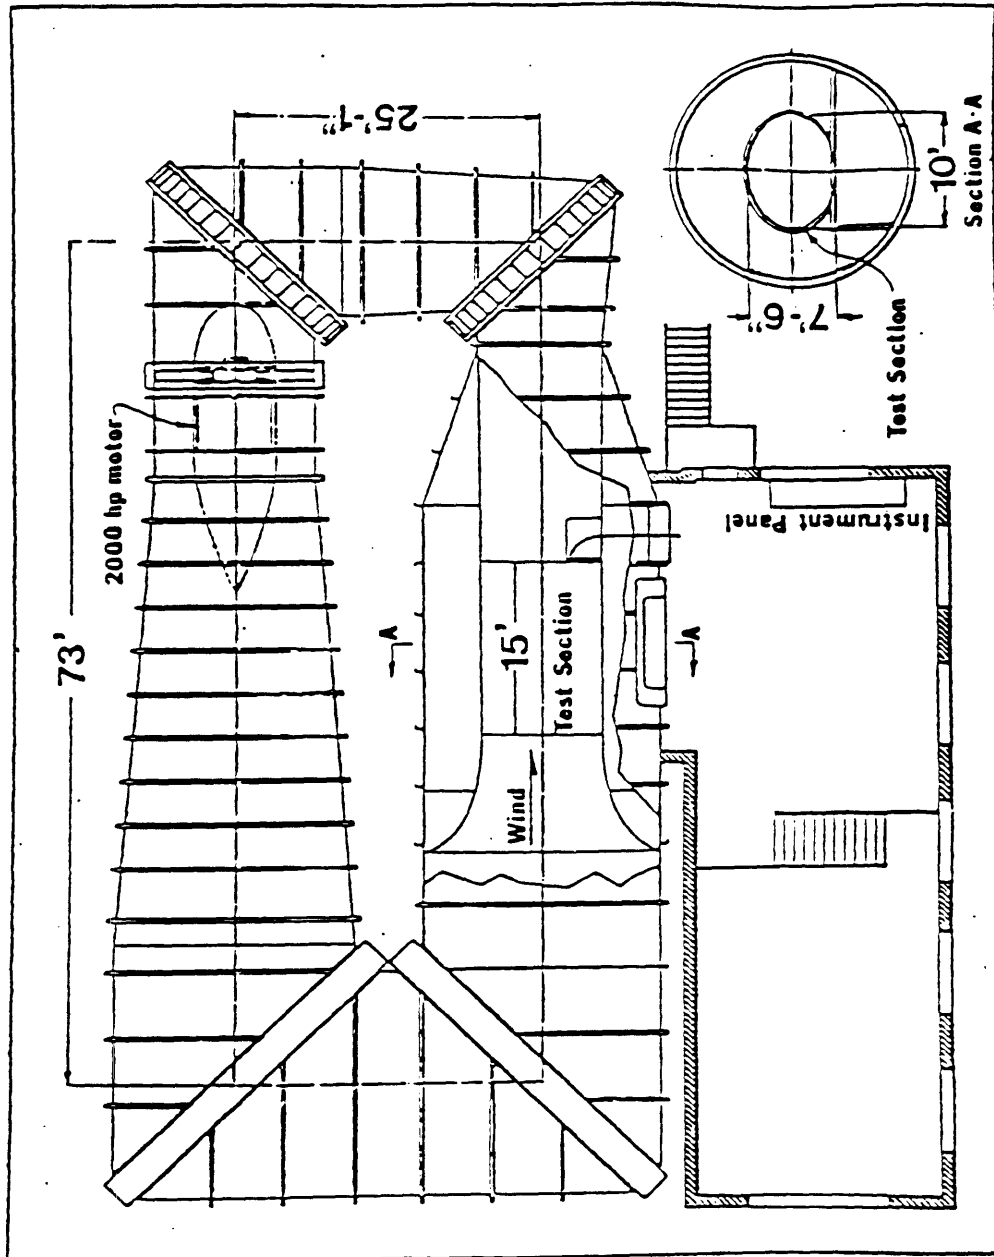 25'-1"
10'
Section A-A
7'-6"
Test Section
2000 hp motor
Instrument Panel
73'
A
A
15'
Test Section
Wind